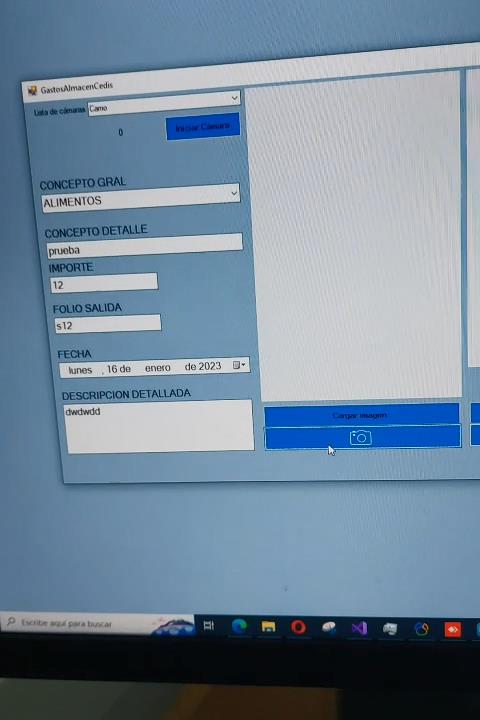 GastosAlmacenCedis
Lista de cámaras Camo
0
Iniciar Cámara
CONCEPTO GRAL
ALIMENTOS
CONCEPTO DETALLE
prueba
IMPORTE
12
FOLIO SALIDA
s12
FECHA
lunes , 16 de enero de 2023
DESCRIPCION DETALLADA
dwdwdd
Cargar imagen
Escribe aquí para buscar